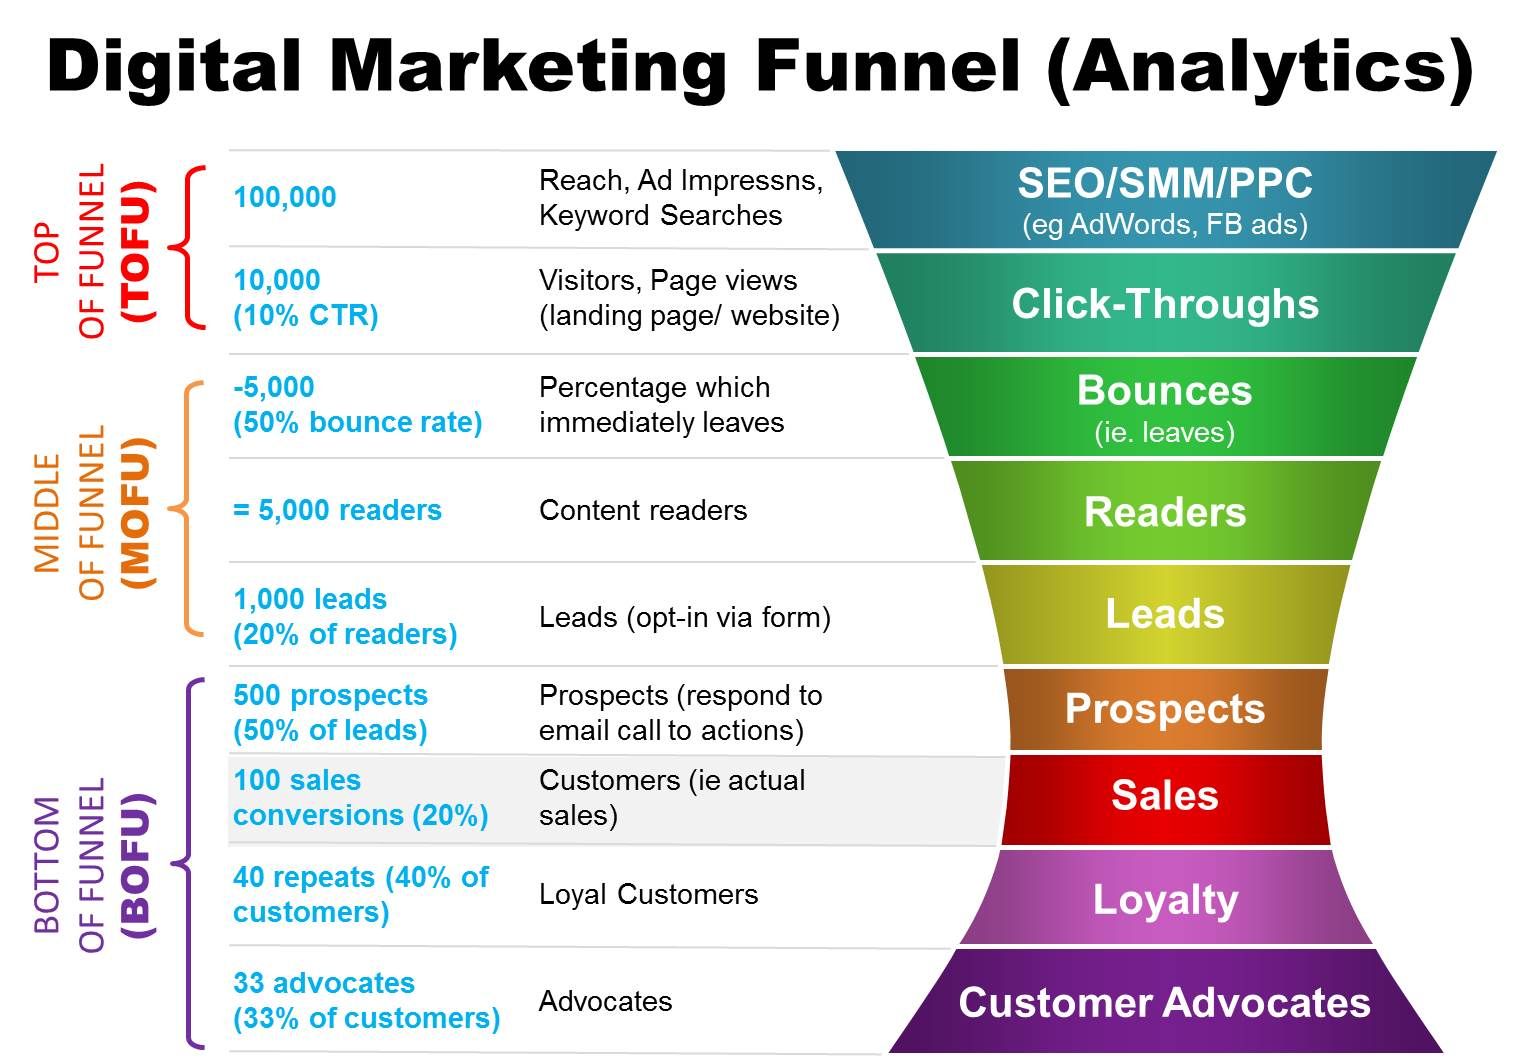 Digital Marketing Funnel (Analytics)
TOP
OF FUNNEL
(TOFU)
100,000
Reach, Ad Impressns,
Keyword Searches
SEO/SMM/PPC
(eg AdWords, FB ads)
10,000
(10% CTR)
Visitors, Page views
(landing page/ website)
Click-Throughs
MIDDLE
OF FUNNEL
(MOFU)
-5,000
(50% bounce rate)
Percentage which
immediately leaves
Bounces
(ie. leaves)
= 5,000 readers
Content readers
Readers
1,000 leads
(20% of readers)
Leads (opt-in via form)
Leads
BOTTOM
OF FUNNEL
(BOFU)
500 prospects
(50% of leads)
Prospects (respond to
email call to actions)
Prospects
100 sales
conversions (20%)
Customers (ie actual
sales)
Sales
40 repeats (40% of
customers)
Loyal Customers
Loyalty
33 advocates
(33% of customers)
Advocates
Customer Advocates